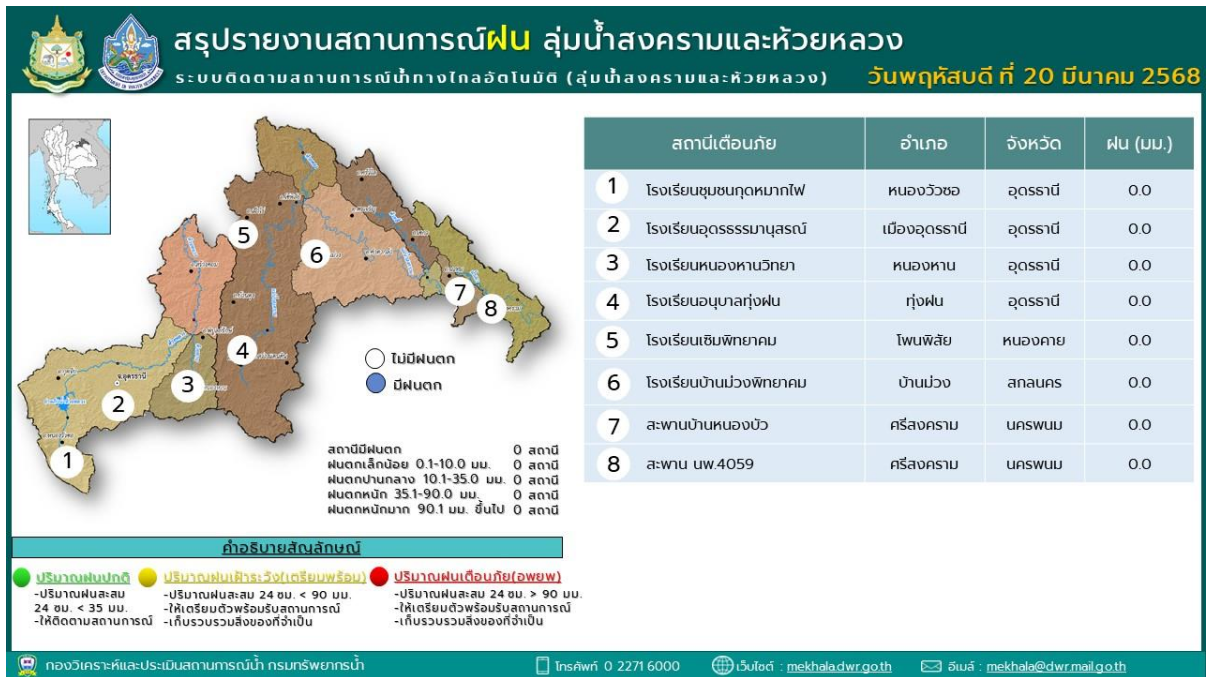 สรุปรายงานสถานการณ์ฝน ลุ่มน้ำสงครามและห้วยหลวง
ระบบติดตามสถานการณ์น้ำทางไกลอัตโนมัติ (ลุ่มน้ำสงครามและห้วยหลวง)
วันพฤหัสบดี ที่ 20 มีนาคม 2568
สถานีเตือนภัย อำเภอ จังหวัด ฝน (มม.)
1 โรงเรียนชุมชนกุดหมากไฟ หนองวัวซอ อุดรธานี 0.0
2 โรงเรียนอุดรธรรมานุสรณ์ เมืองอุดรธานี อุดรธานี 0.0
3 โรงเรียนหนองหานวิทยา หนองหาน อุดรธานี 0.0
4 โรงเรียนอนุบาลทุ่งฝน ทุ่งฝน อุดรธานี 0.0
5 โรงเรียนเซิมพิทยาคม โพนพิสัย หนองคาย 0.0
6 โรงเรียนบ้านม่วงพิทยาคม บ้านม่วง สกลนคร 0.0
7 สะพานบ้านหนองบัว ศรีสงคราม นครพนม 0.0
8 สะพาน นพ.4059 ศรีสงคราม นครพนม 0.0
5
6
7
8
4
3
2
1
อ.อุดรธานี
ไม่มีฝนตก
มีฝนตก
สถานีมีฝนตก 0 สถานี
ฝนตกเล็กน้อย 0.1-10.0 มม. 0 สถานี
ฝนตกปานกลาง 10.1-35.0 มม. 0 สถานี
ฝนตกหนัก 35.1-90.0 มม. 0 สถานี
ฝนตกหนักมาก 90.1 มม. ขึ้นไป 0 สถานี
คำอธิบายสัญลักษณ์
ปริมาณฝนปกติ
-ปริมาณฝนสะสม
24 ชม. < 35 มม.
-ให้ติดตามสถานการณ์
ปริมาณฝนเฝ้าระวัง(เตรียมพร้อม)
-ปริมาณฝนสะสม 24 ชม. < 90 มม.
-ให้เตรียมตัวพร้อมรับสถานการณ์
-เก็บรวบรวมสิ่งของที่จำเป็น
ปริมาณฝนเตือนภัย(อพยพ)
-ปริมาณฝนสะสม 24 ชม. > 90 มม.
-ให้เตรียมตัวพร้อมรับสถานการณ์
-เก็บรวบรวมสิ่งของที่จำเป็น
กองวิเคราะห์และประเมินสถานการณ์น้ำ กรมทรัพยากรน้ำ
โทรศัพท์ 0 2271 6000
เว็บไซต์ : mekhala.dwr.go.th
อีเมล์ : mekhala@dwr.mail.go.th